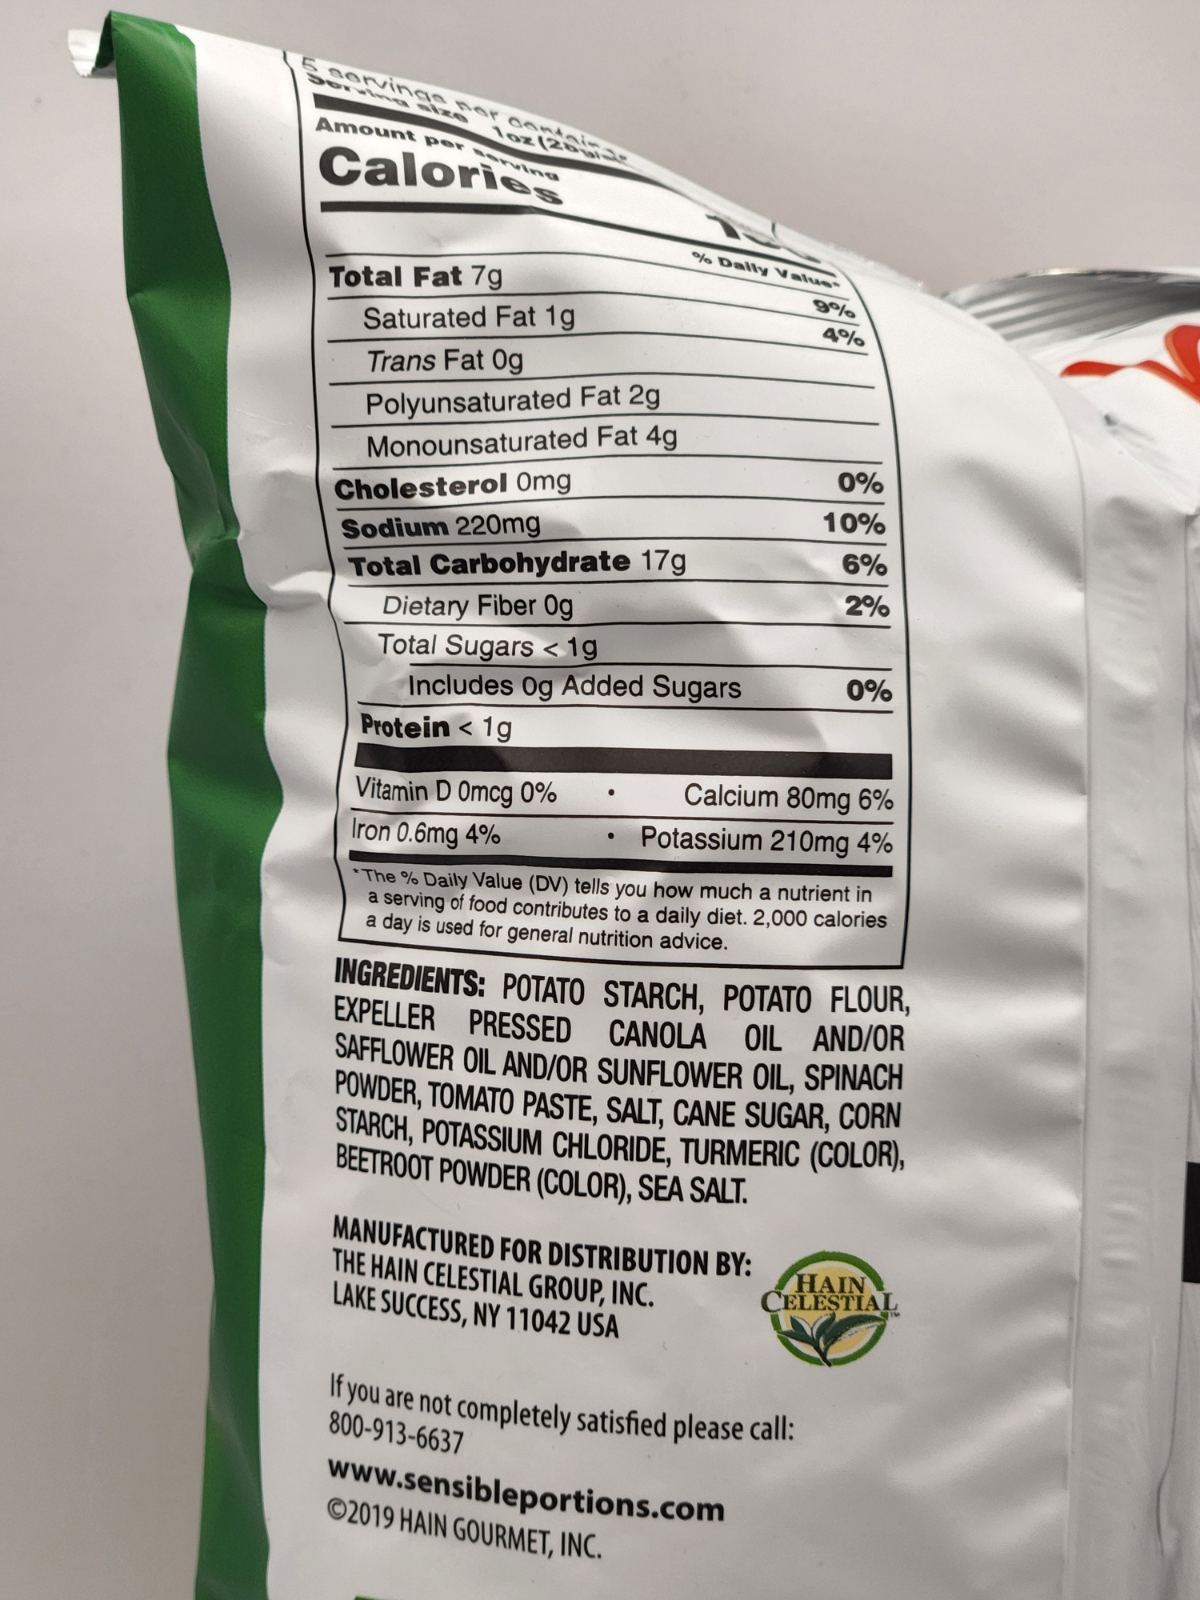 5 servings per container
Serving size 1oz (28g)
Amount per serving
Calories
% Daily Value*
Total Fat 7g 9%
Saturated Fat 1g 4%
Trans Fat 0g
Polyunsaturated Fat 2g
Monounsaturated Fat 4g
Cholesterol 0mg 0%
Sodium 220mg 10%
Total Carbohydrate 17g 6%
Dietary Fiber 0g 2%
Total Sugars < 1g
Includes 0g Added Sugars 0%
Protein < 1g
Vitamin D 0mcg 0% • Calcium 80mg 6%
Iron 0.6mg 4% • Potassium 210mg 4%
*The % Daily Value (DV) tells you how much a nutrient in
a serving of food contributes to a daily diet. 2,000 calories
a day is used for general nutrition advice.
INGREDIENTS: POTATO STARCH, POTATO FLOUR,
EXPELLER PRESSED CANOLA OIL AND/OR
SAFFLOWER OIL AND/OR SUNFLOWER OIL, SPINACH
POWDER, TOMATO PASTE, SALT, CANE SUGAR, CORN
STARCH, POTASSIUM CHLORIDE, TURMERIC (COLOR),
BEETROOT POWDER (COLOR), SEA SALT.
MANUFACTURED FOR DISTRIBUTION BY:
THE HAIN CELESTIAL GROUP, INC.
LAKE SUCCESS, NY 11042 USA
HAIN
CELESTIAL
If you are not completely satisfied please call:
800-913-6637
www.sensibleportions.com
©2019 HAIN GOURMET, INC.